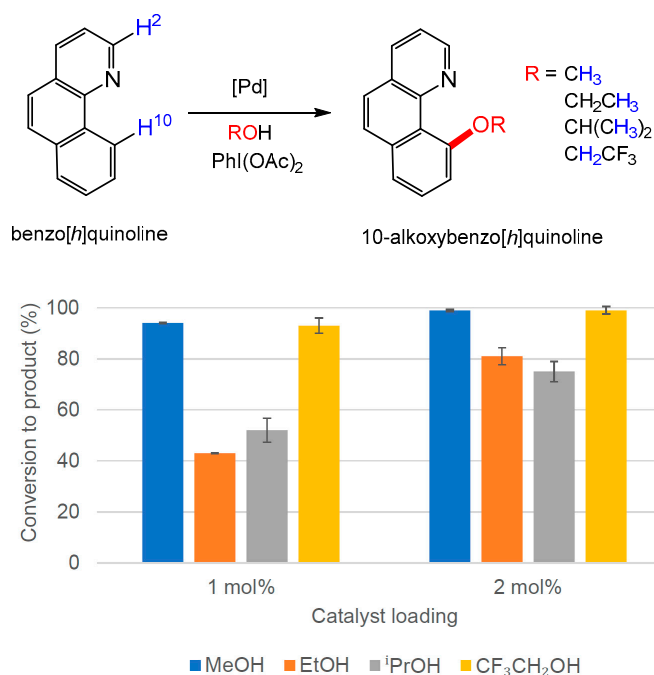 H²
N
H¹⁰
benzo[h]quinoline
[Pd]
ROH
PhI(OAc)₂
N
OR
10-alkoxybenzo[h]quinoline
R = CH₃
CH₂CH₃
CH(CH₃)₂
CH₂CF₃
Conversion to product (%)
100
80
60
40
20
0
1 mol%
2 mol%
Catalyst loading
MeOH EtOH ⁱPrOH CF₃CH₂OH